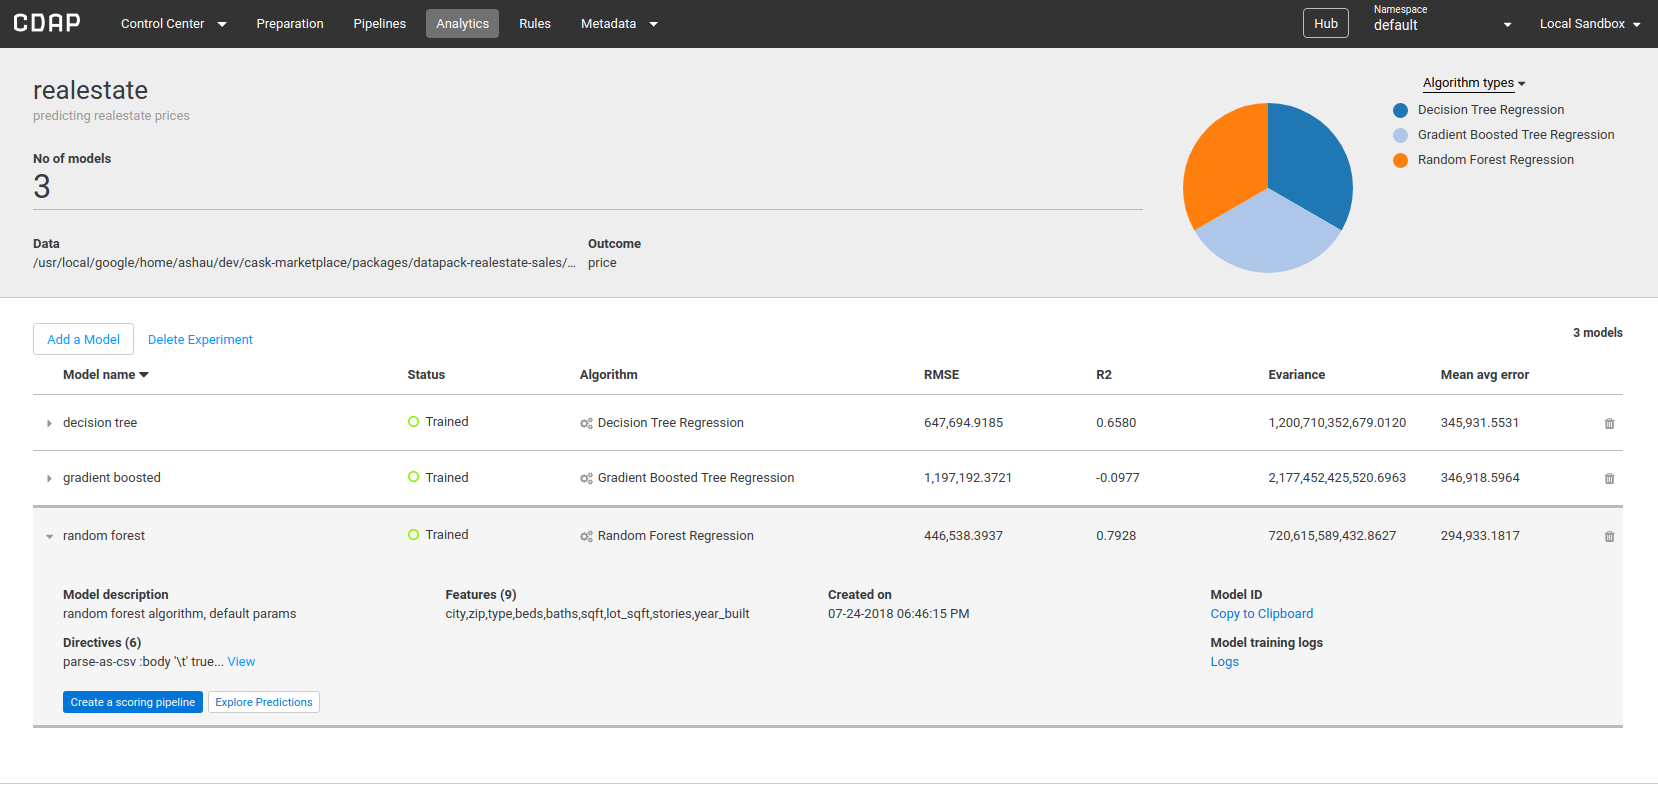 CDAP Control Center Preparation Pipelines Analytics Rules Metadata Hub Namespace default Local Sandbox
realestate
predicting realestate prices
No of models
3
Data
/usr/local/google/home/ashau/dev/cask-marketplace/packages/datapack-realestate-sales/...
Outcome
price
Algorithm types
Decision Tree Regression
Gradient Boosted Tree Regression
Random Forest Regression
Add a Model Delete Experiment 3 models
Model name Status Algorithm RMSE R2 Evariance Mean avg error
decision tree Trained Decision Tree Regression 647,694.9185 0.6580 1,200,710,352,679.0120 345,931.5531
gradient boosted Trained Gradient Boosted Tree Regression 1,197,192.3721 -0.0977 2,177,452,425,520.6963 346,918.5964
random forest Trained Random Forest Regression 446,538.3937 0.7928 720,615,589,432.8627 294,933.1817
Model description Features (9) Created on Model ID
random forest algorithm, default params city,zip,type,beds,baths,sqft,lot_sqft,stories,year_built 07-24-2018 06:46:15 PM Copy to Clipboard
Directives (6) Model training logs
parse-as-csv :body '\t' true... View Logs
Create a scoring pipeline Explore Predictions